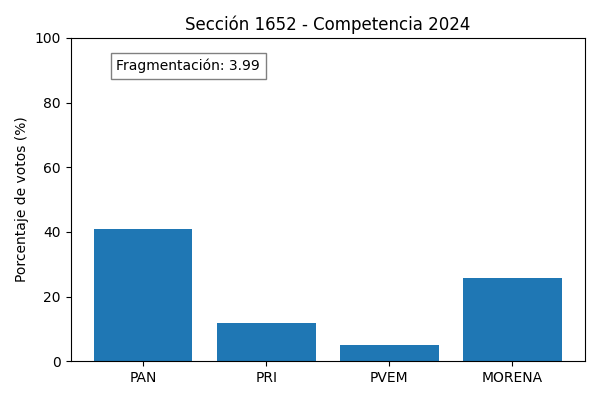 Sección 1652 - Competencia 2024
Fragmentación: 3.99
Porcentaje de votos (%)
100
80
60
40
20
0
PAN PRI PVEM MORENA